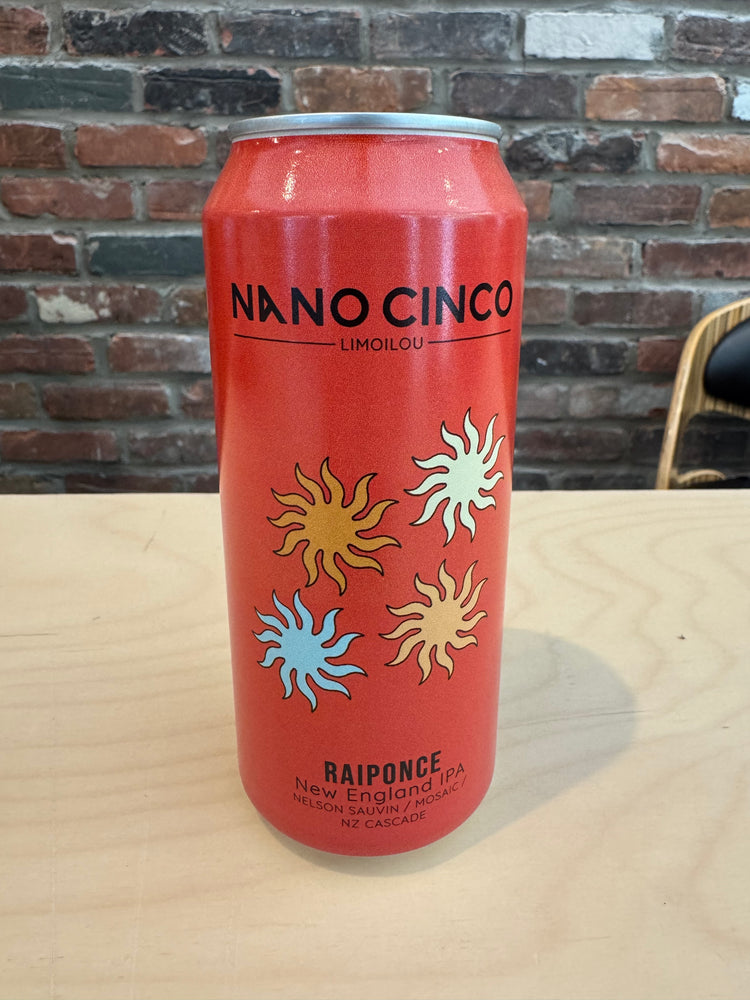 NANO CINCO
LIMOILOU
RAIPONCE
New England IPA
NELSON SAUVIN / MOSAIC /
NZ CASCADE